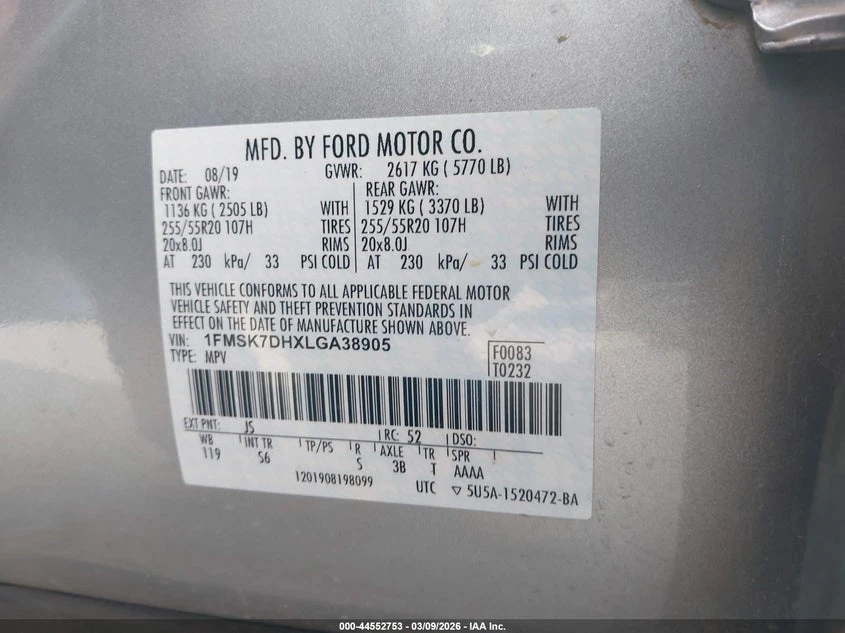 MFD. BY FORD MOTOR CO.
DATE: 08/19 GVWR: 2617 KG ( 5770 LB)
FRONT GAWR: REAR GAWR:
1136 KG ( 2505 LB) WITH 1529 KG ( 3370 LB) WITH
255/55R20 107H TIRES 255/55R20 107H TIRES
20x8.0J RIMS 20x8.0J RIMS
AT 230 kPa/ 33 PSI COLD AT 230 kPa/ 33 PSI COLD
THIS VEHICLE CONFORMS TO ALL APPLICABLE FEDERAL MOTOR
VEHICLE SAFETY AND THEFT PREVENTION STANDARDS IN
EFFECT ON THE DATE OF MANUFACTURE SHOWN ABOVE.
VIN: 1FMSK7DHXLGA38905
TYPE: MPV
F0083
T0232
EXT PNT: JS RC: 52 DSO:
WB INT TR TP/PS R AXLE TR SPR
119 S6 S 3B T AAAA
1201908198099
UTC ▽ 5U5A-1520472-BA
000-44552753 - 03/09/2026 - IAA Inc.